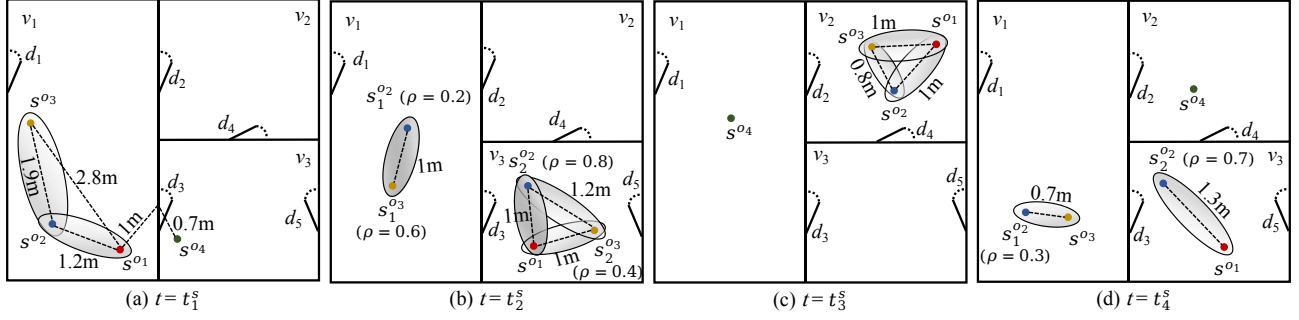 v₁
v₂
d₁
d₂
s^{o₃}
d₄
v₃
1.9m
2.8m
d₃
1m
0.7m
d₅
s^{o₂}
s^{o₁}
s^{o₄}
1.2m
(a) t = t₁ˢ
v₁
v₂
d₁
d₂
s₁^{o₂} (ρ = 0.2)
d₄
1m
v₃
s₂^{o₂} (ρ = 0.8)
s₁^{o₃}
(ρ = 0.6)
1.2m
d₅
d₃
1m
s^{o₁}
1m
s₂^{o₃}
(ρ = 0.4)
(b) t = t₂ˢ
v₁
v₂
1m
s^{o₁}
s^{o₃}
d₁
d₂
0.8m
1m
s^{o₂}
s^{o₄}
d₄
v₃
d₅
d₃
(c) t = t₃ˢ
v₁
v₂
d₁
d₂
s^{o₄}
d₄
s₂^{o₂} (ρ = 0.7)
v₃
0.7m
1.3m
d₃
d₅
s₁^{o₂}
s^{o₃}
(ρ = 0.3)
s^{o₁}
(d) t = t₄ˢ